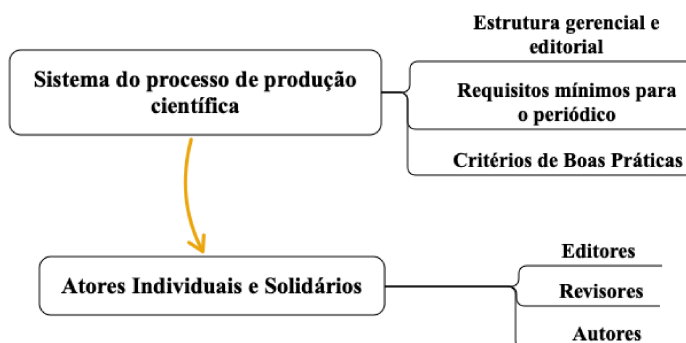 Estrutura gerencial e
editorial
Sistema do processo de produção
científica
Requisitos mínimos para
o periódico
Critérios de Boas Práticas
Atores Individuais e Solidários
Editores
Revisores
Autores